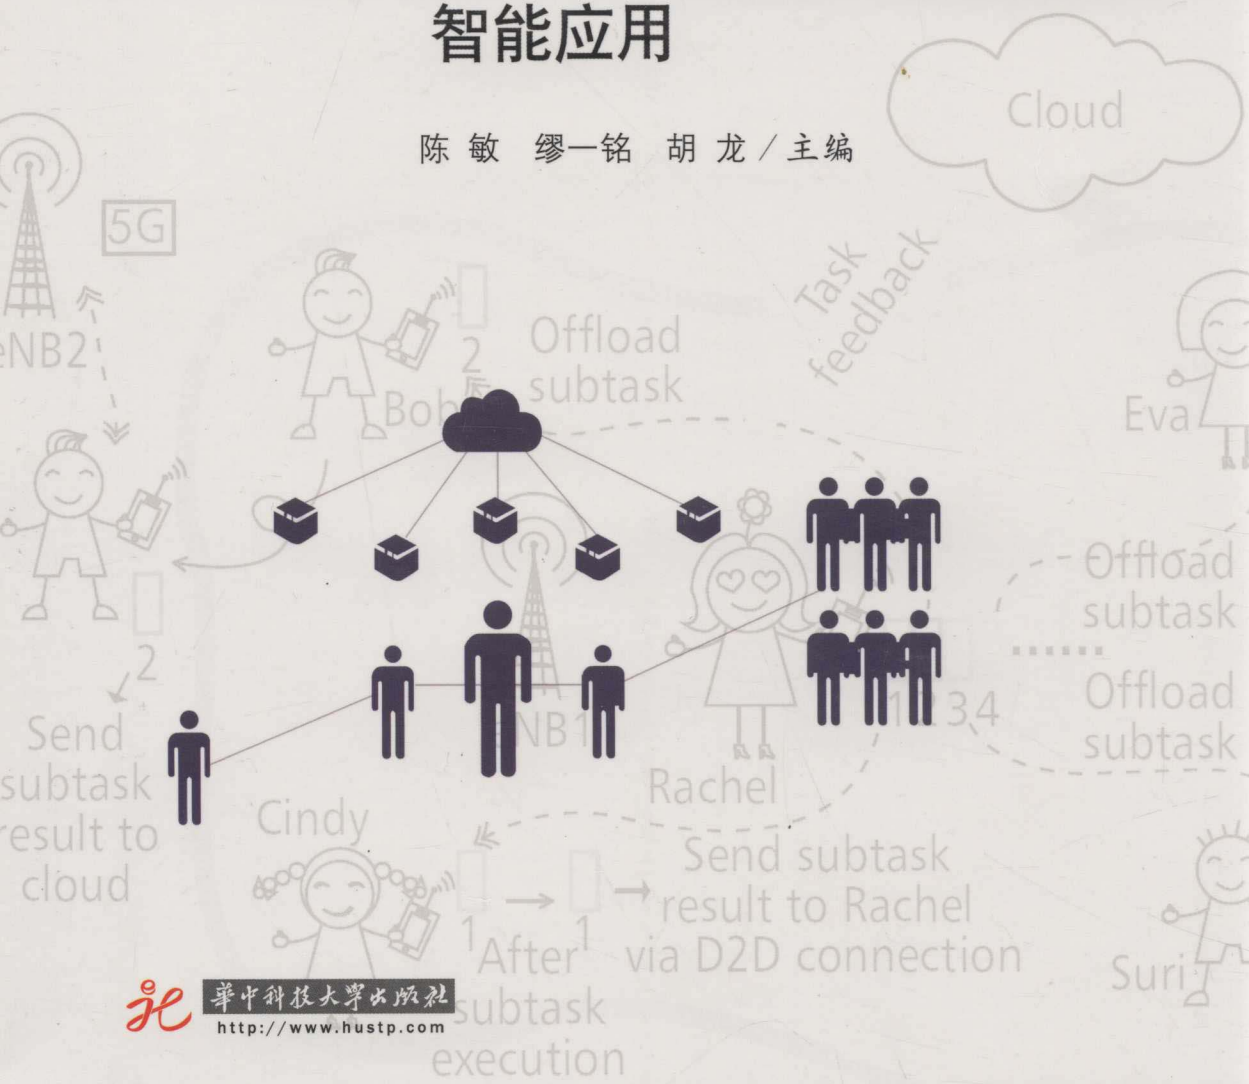 智能应用
陈 敏 缪一铭 胡 龙/主编
Cloud
5G
Task
feedback
eNB2
2
Offload
subtask
Bob
Eva
Offload
subtask
2
Offload
subtask
1234
NB1
Send
subtask
result to
cloud
Rachel
Cindy
Send subtask
result to Rachel
via D2D connection
1
1
After
subtask
execution
Suri
華中科技大学出版社
http://www.hustp.com